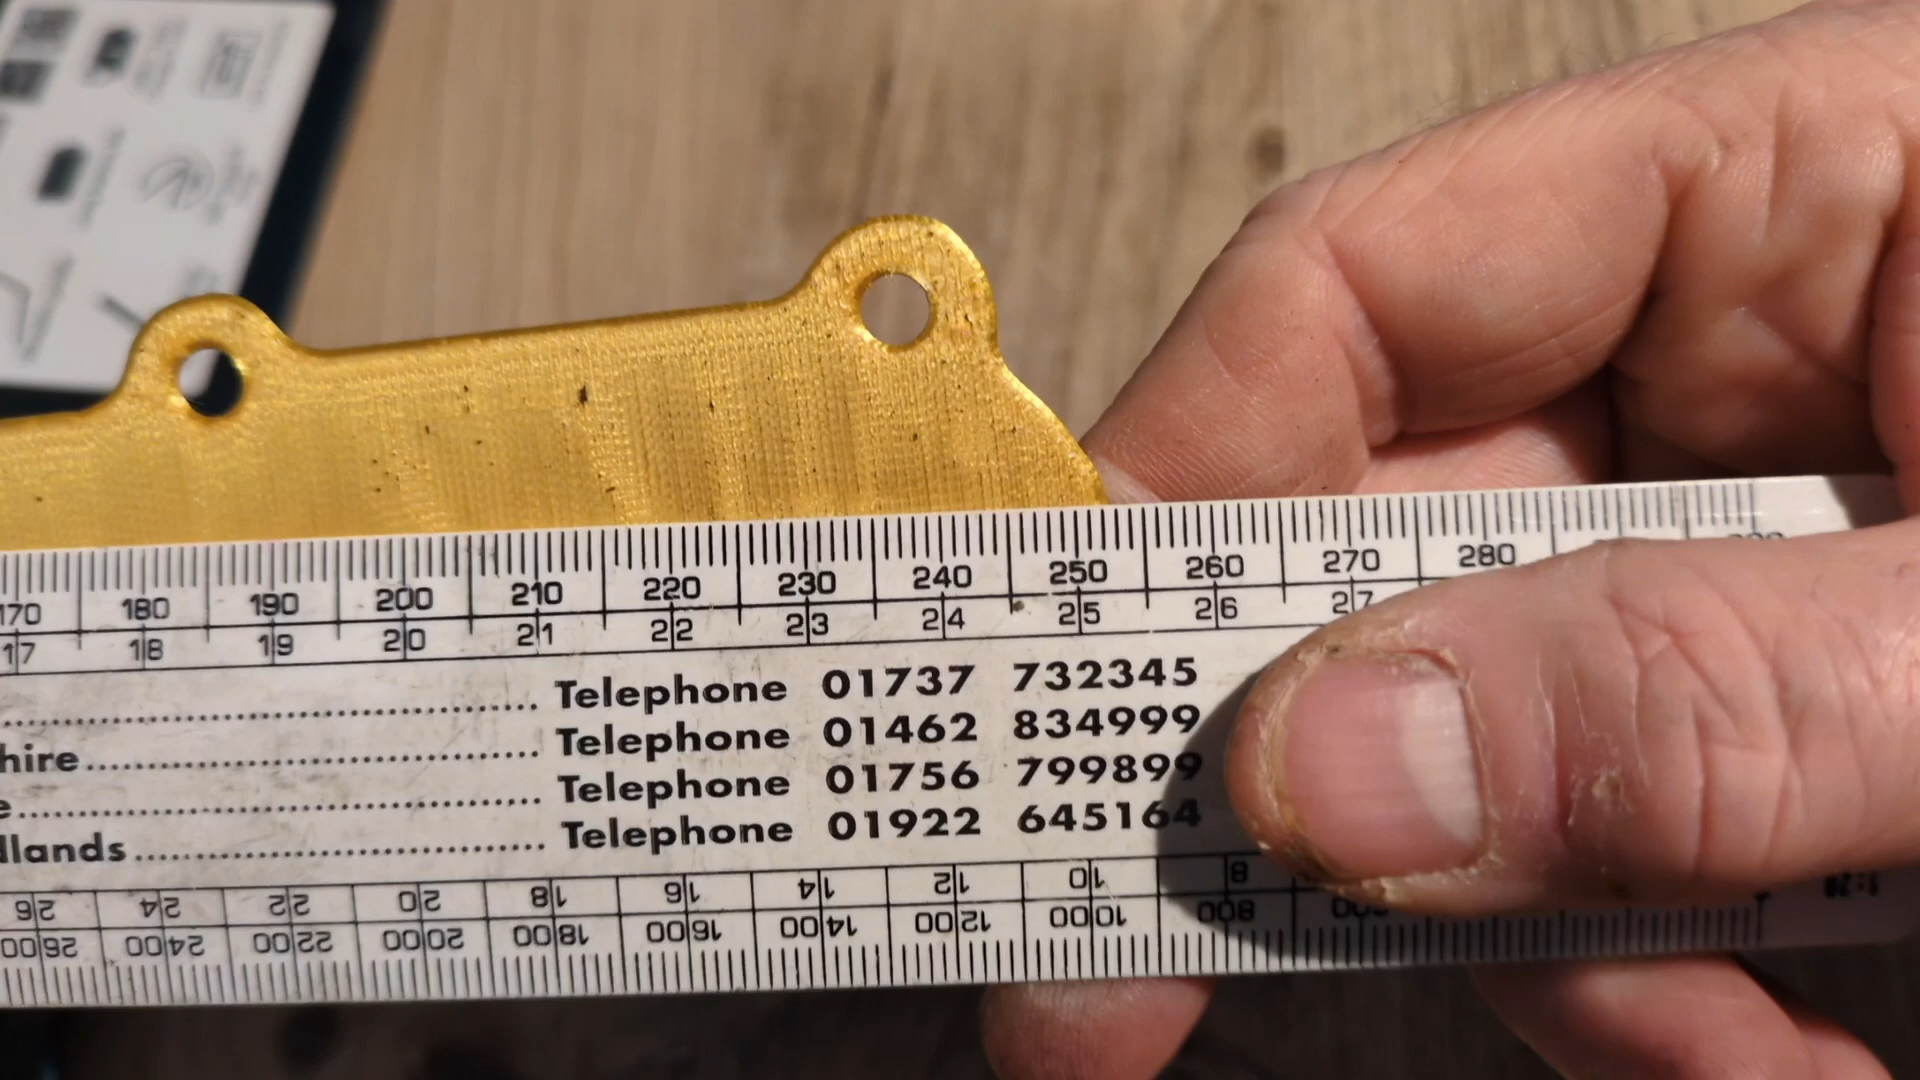 170 180 190 200 210 220 230 240 250 260 270 280
17 18 19 20 21 22 23 24 25 26 27
Telephone 01737 732345
hire Telephone 01462 834999
e Telephone 01756 799899
dlands Telephone 01922 645164
26 24 22 20 18 16 14 12 10 8
2600 2400 2200 2000 1800 1600 1400 1200 1000 800